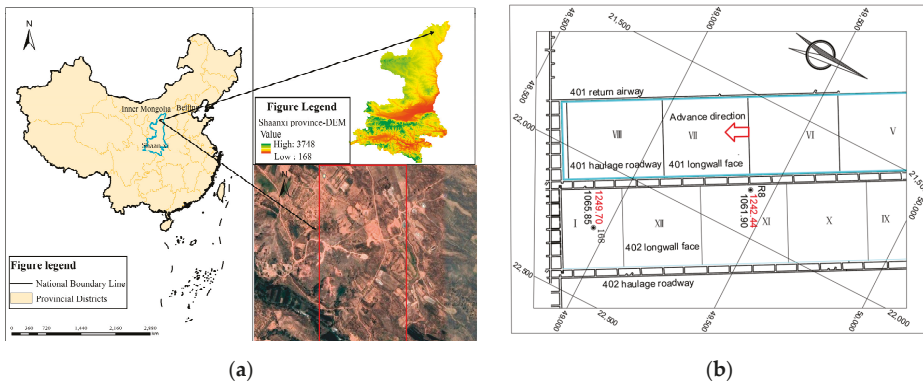 N
Inner Mongolia
Beijing
Shaanxi
Figure legend
National Boundary Line
Provincial Districts
0 360 720 1,440 2,160 2,880
km
Figure Legend
Shaanxi province-DEM
Value
High: 3748
Low : 168
N
(a)
48,500
21,500
49,000
49,500
48,500
22,000
401 return airway
Advance direction
VIII
VII
VI
V
401 haulage roadway
401 longwall face
21,500
I
1249.70
1065.85
168
XII
R8
1242.44
1061.90
XI
X
IX
402 longwall face
402 haulage roadway
22,500
49,000
22,500
49,500
50,000
22,000
(b)